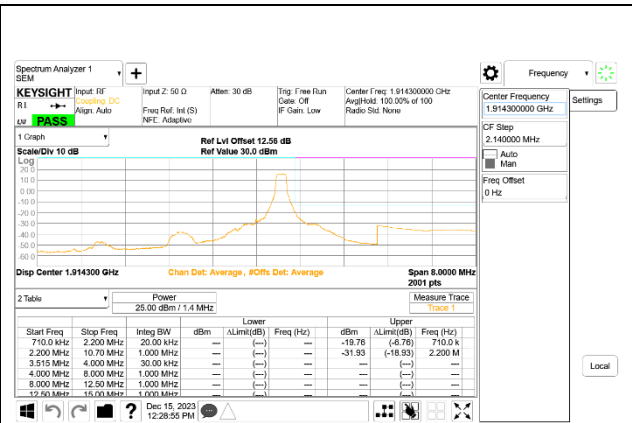 Spectrum Analyzer 1
SEM
Frequency
KEYSIGHT Input: RF Input Z: 50 Ω Atten: 30 dB Trig: Free Run Center Freq: 1.914300000 GHz
Coupling: DC Gate: Off Avg|Hold: 100.00% of 100
Align: Auto Freq Ref: Int (S) IF Gain: Low Radio Std: None
NFE: Adaptive
PASS
Center Frequency
1.914300000 GHz
Settings
CF Step
2.140000 MHz
Auto
Man
Freq Offset
0 Hz
1 Graph
Ref Lvl Offset 12.56 dB
Scale/Div 10 dB Ref Value 30.0 dBm
Log
20.0
10.0
0.00
-10.0
-20.0
-30.0
-40.0
-50.0
-60.0
Disp Center 1.914300 GHz Chan Det: Average, #Offs Det: Average Span 8.0000 MHz
2001 pts
2 Table Power Measure Trace
25.00 dBm / 1.4 MHz Trace 1
Lower Upper
Start Freq Stop Freq Integ BW dBm ΔLimit(dB) Freq (Hz) dBm ΔLimit(dB) Freq (Hz)
710.0 kHz 2.200 MHz 20.00 kHz --- (---) --- -19.76 (-6.76) 710.0 k
2.200 MHz 10.70 MHz 1.000 MHz --- (---) --- -31.93 (-18.93) 2.200 M
3.515 MHz 4.000 MHz 30.00 kHz --- (---) --- --- (---) ---
4.000 MHz 8.000 MHz 1.000 MHz --- (---) --- --- (---) ---
8.000 MHz 12.50 MHz 1.000 MHz --- (---) --- --- (---) ---
12.50 MHz 15.00 MHz 1.000 MHz --- (---) --- --- (---) ---
Local
? Dec 15, 2023
12:28:55 PM